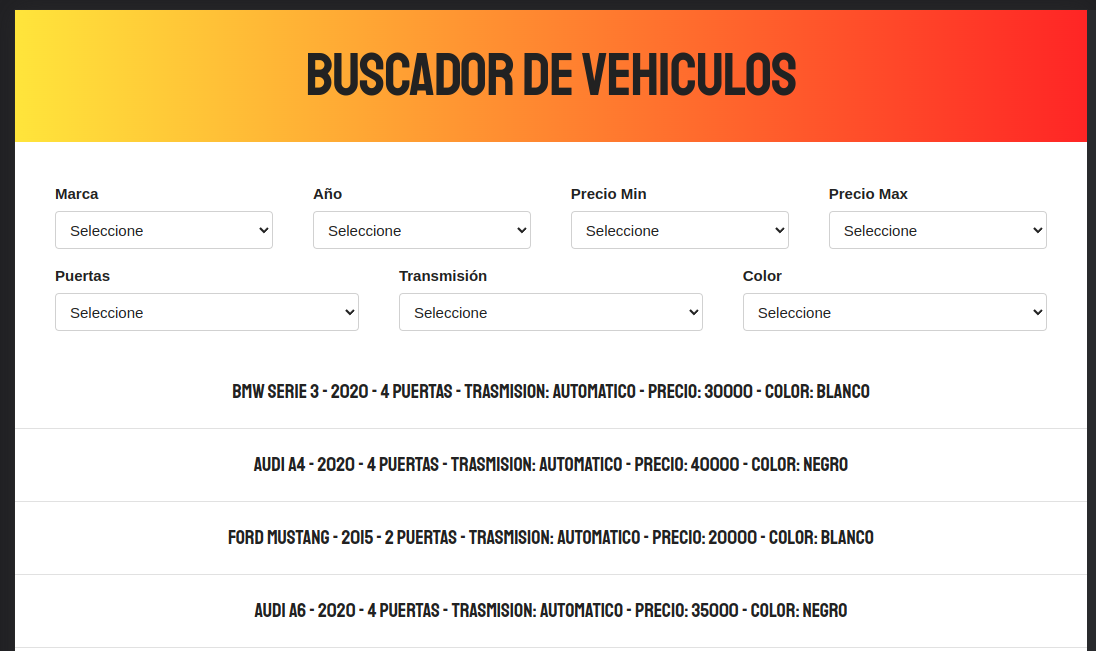 BUSCADOR DE VEHICULOS
Marca Año Precio Min Precio Max
Seleccione Seleccione Seleccione Seleccione
Puertas Transmisión Color
Seleccione Seleccione Seleccione
BMW SERIE 3 - 2020 - 4 PUERTAS - TRASMISION: AUTOMATICO - PRECIO: 30000 - COLOR: BLANCO
AUDI A4 - 2020 - 4 PUERTAS - TRASMISION: AUTOMATICO - PRECIO: 40000 - COLOR: NEGRO
FORD MUSTANG - 2015 - 2 PUERTAS - TRASMISION: AUTOMATICO - PRECIO: 20000 - COLOR: BLANCO
AUDI A6 - 2020 - 4 PUERTAS - TRASMISION: AUTOMATICO - PRECIO: 35000 - COLOR: NEGRO